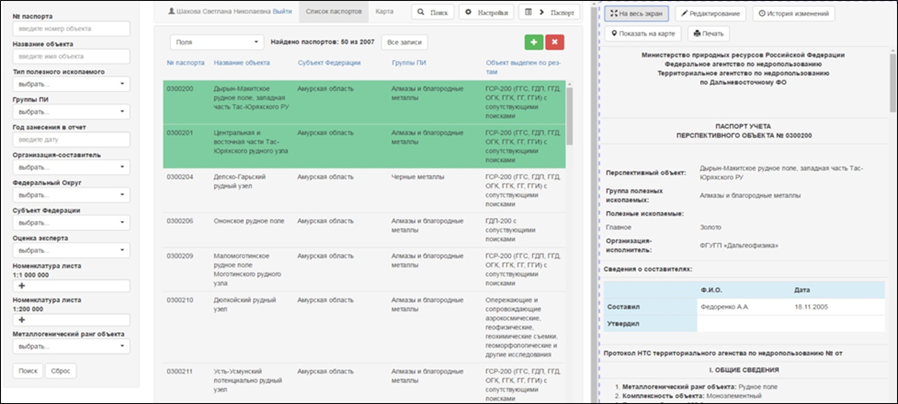 № паспорта
введите номер объекта
Название объекта
введите имя объекта
Тип полезного ископаемого
выбрать...
Группы ПИ
выбрать...
Год занесения в отчет
введите дату
Организация-составитель
выбрать...
Федеральный Округ
выбрать...
Субъект Федерации
выбрать...
Оценка эксперта
выбрать...
Номенклатура листа
1:1 000 000
+
Номенклатура листа
1:200 000
+
Металлогенический ранг объекта
выбрать...
Поиск Сброс
Шахова Светлана Николаевна Выйти Список паспортов Карта Поиск Настройки Паспорт
Поля Найдено паспортов: 50 из 2007 Все записи
№ паспорта Название объекта Субъект Федерации Группы ПИ Объект выделен по рез-
там
0300200 Дырын-Макитское Амурская область Алмазы и благородные ГСР-200 (ГГС, ГДП, ГГД,
рудное поле, западная металлы ОГК, ГГК, ГГ, ГГИ) с
часть Тас-Юряхского РУ сопутствующими
поисками
0300201 Центральная и Амурская область Алмазы и благородные ГСР-200 (ГГС, ГДП, ГГД,
восточная части Тас- металлы ОГК, ГГК, ГГ, ГГИ) с
Юряхского рудного узла сопутствующими
поисками
0300204 Депско-Гарьский Амурская область Черные металлы ГСР-200 (ГГС, ГДП, ГГД,
рудный узел ОГК, ГГК, ГГ, ГГИ) с
сопутствующими
поисками
0300206 Ононское рудное поле Амурская область Алмазы и благородные ГДП-200 с
металлы сопутствующими
поисками
0300209 Маломоготинское Амурская область Алмазы и благородные ГСР-200 (ГГС, ГДП, ГГД,
рудное поле металлы ОГК, ГГК, ГГ, ГГИ) с
Моготинского рудного сопутствующими
узла поисками
0300210 Дюпкойский рудный Амурская область Алмазы и благородные Опережающие и
узел металлы сопровождающие
аэрокосмические,
геофизические,
геохимические съемки,
геоморфологические и
другие исследования
0300211 Усть-Усмунский Амурская область Алмазы и благородные ГСР-200 (ГГС, ГДП, ГГД,
потенциально рудный металлы ОГК, ГГК, ГГ, ГГИ) с
узел сопутствующими
поисками
На весь экран Редактирование История изменений
Показать на карте Печать
Министерство природных ресурсов Российской Федерации
Федеральное агентство по недропользованию
Территориальное агентство по недропользованию
по Дальневосточному ФО
ПАСПОРТ УЧЕТА
ПЕРСПЕКТИВНОГО ОБЪЕКТА № 0300200
Перспективный объект: Дырын-Макитское рудное поле, западная часть Тас-
Юряхского РУ
Группа полезных
ископаемых: Алмазы и благородные металлы
Полезные ископаемые:
Главное Золото
Организация-
исполнитель: ФГУГП «Дальгеофизика»
Сведения о составителях:
Ф.И.О. Дата
Составил Федоренко А.А. 16.11.2005
Утвердил
Протокол НТС территориального агенства по недропользованию № от
I. ОБЩИЕ СВЕДЕНИЯ
1. Металлогенический ранг объекта: Рудное поле
2. Комплексность объекта: Моноэлементный